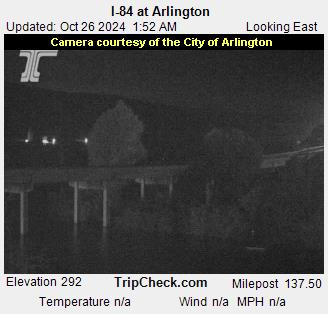 I-84 at Arlington
Updated: Oct 26 2024 1:52 AM Looking East
Camera courtesy of the City of Arlington
Elevation 292 TripCheck.com Milepost 137.50
Temperature n/a Wind n/a MPH n/a